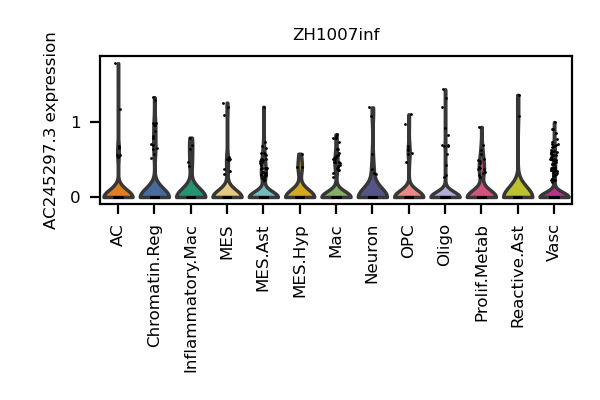 ZH1007inf
AC245297.3 expression
1
0
AC
Chromatin.Reg
Inflammatory.Mac
MES
MES.Ast
MES.Hyp
Mac
Neuron
OPC
Oligo
Prolif.Metab
Reactive.Ast
Vasc